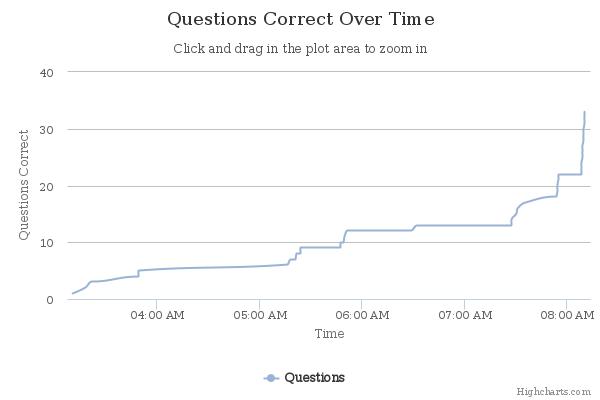 Questions Correct Over Time
Click and drag in the plot area to zoom in
Questions Correct
40
30
20
10
0
04:00 AM 05:00 AM 06:00 AM 07:00 AM 08:00 AM
Time
Questions
Highcharts.com